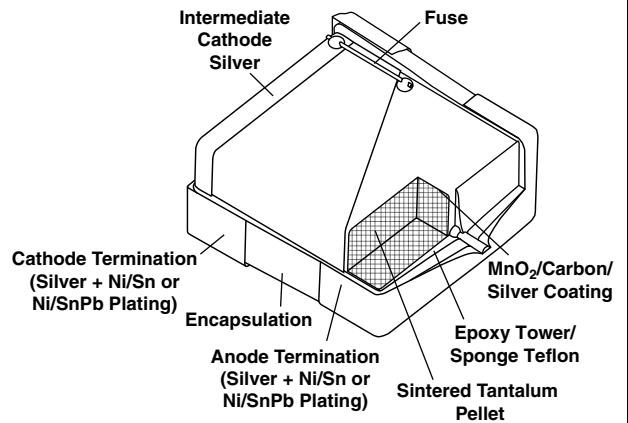 Intermediate
Cathode
Silver
Fuse
Cathode Termination
(Silver + Ni/Sn or
Ni/SnPb Plating)
Encapsulation
Anode Termination
(Silver + Ni/Sn or
Ni/SnPb Plating)
MnO₂/Carbon/
Silver Coating
Epoxy Tower/
Sponge Teflon
Sintered Tantalum
Pellet